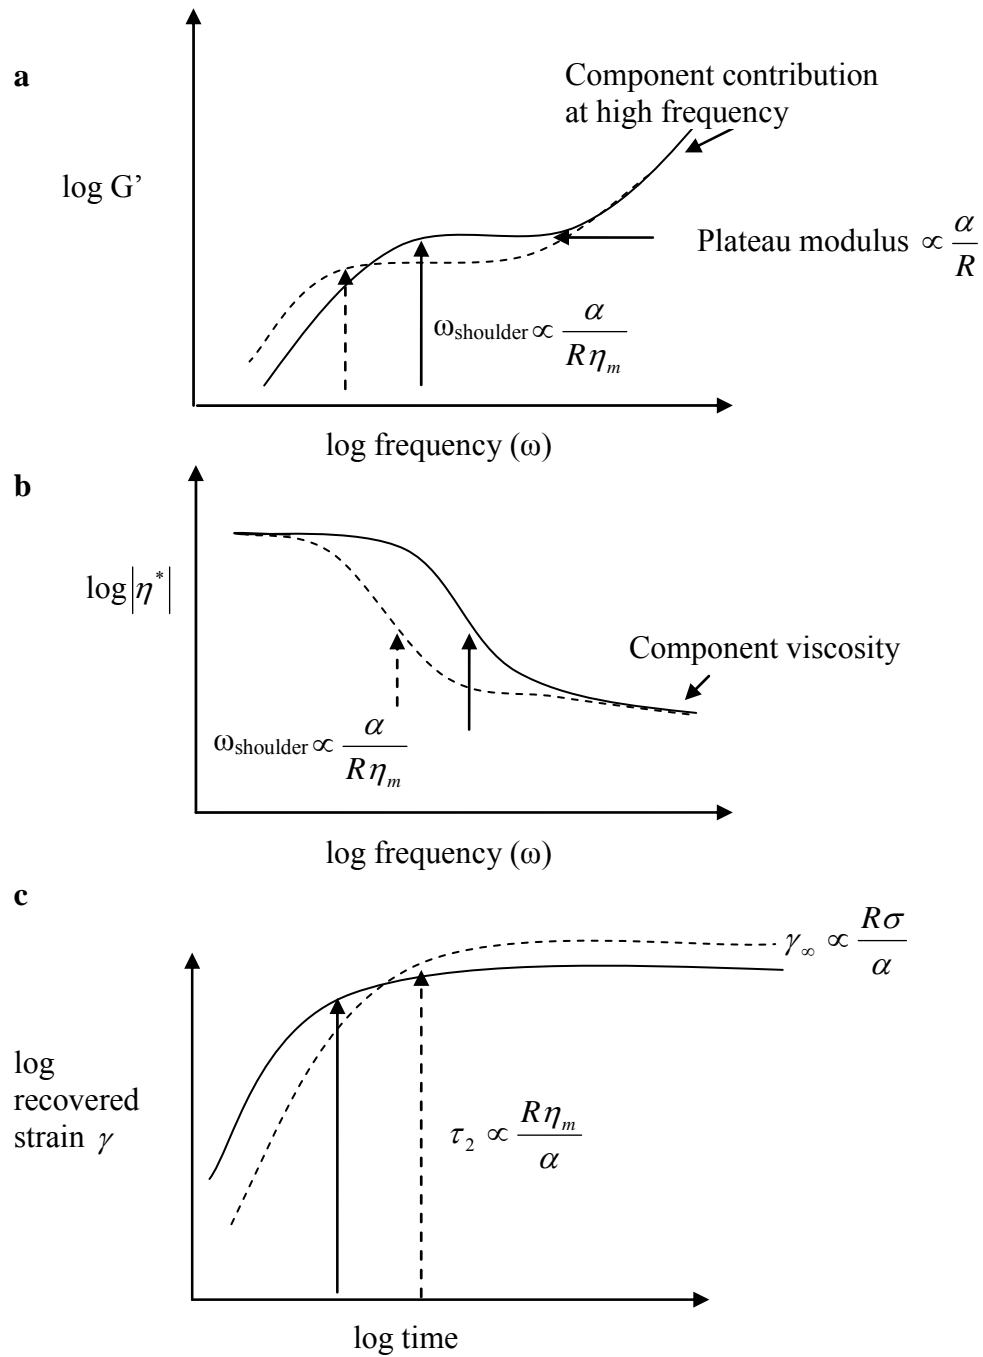 a
Component contribution
at high frequency
log G’
Plateau modulus ∝ α/R
ω_shoulder ∝ α/(Rη_m)
log frequency (ω)
b
log|η*|
Component viscosity
ω_shoulder ∝ α/(Rη_m)
log frequency (ω)
c
γ_∞ ∝ Rσ/α
log
recovered
strain γ
τ_2 ∝ Rη_m/α
log time